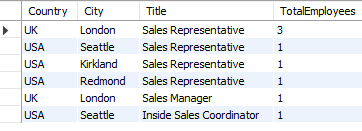 Country City Title TotalEmployees
UK London Sales Representative 3
USA Seattle Sales Representative 1
USA Kirkland Sales Representative 1
USA Redmond Sales Representative 1
UK London Sales Manager 1
USA Seattle Inside Sales Coordinator 1